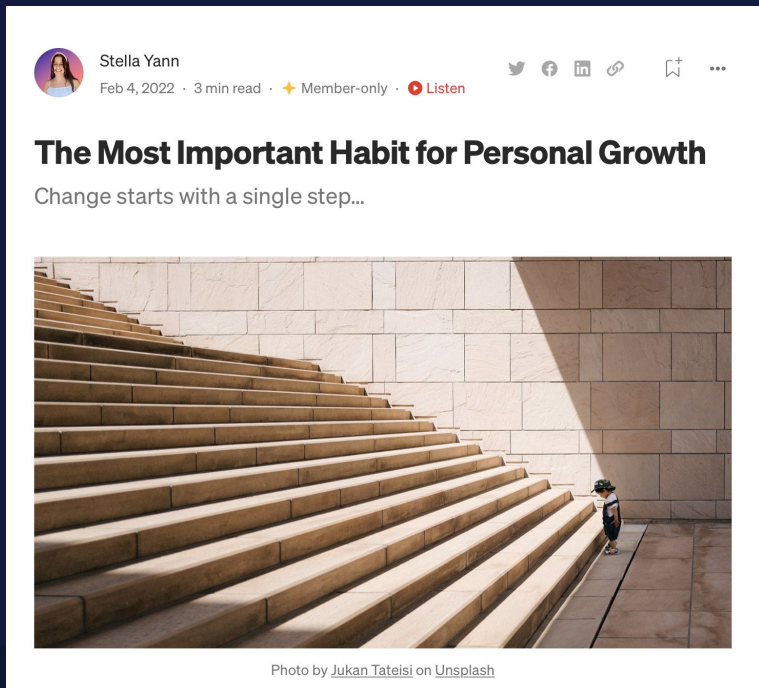 Stella Yann
Feb 4, 2022 · 3 min read · Member-only · Listen
The Most Important Habit for Personal Growth
Change starts with a single step...
Photo by Jukan Tateisi on Unsplash